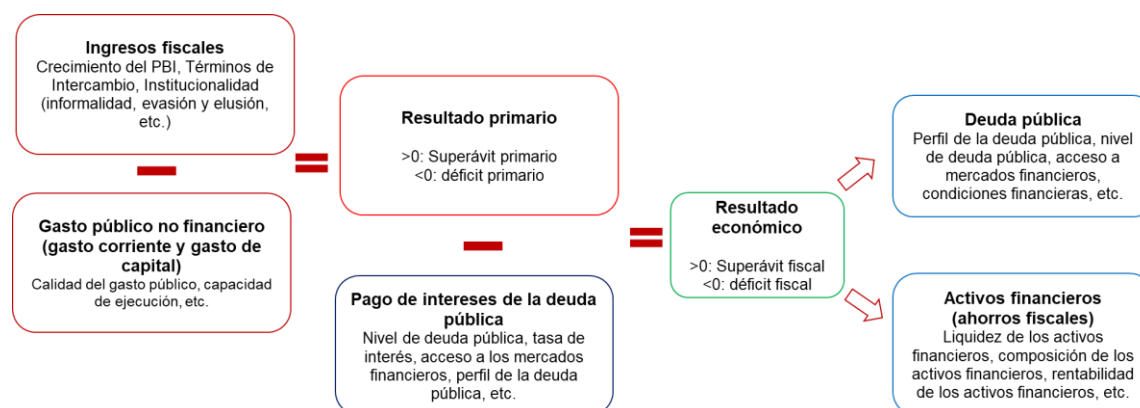 Ingresos fiscales
Crecimiento del PBI, Términos de
Intercambio, Institucionalidad
(informalidad, evasión y elusión,
etc.)
Gasto público no financiero
(gasto corriente y gasto de
capital)
Calidad del gasto público, capacidad
de ejecución, etc.
Resultado primario
>0: Superávit primario
<0: déficit primario
Pago de intereses de la deuda
pública
Nivel de deuda pública, tasa de
interés, acceso a los mercados
financieros, perfil de la deuda
pública, etc.
Resultado
económico
>0: Superávit fiscal
<0: déficit fiscal
Deuda pública
Perfil de la deuda pública, nivel
de deuda pública, acceso a
mercados financieros,
condiciones financieras, etc.
Activos financieros
(ahorros fiscales)
Liquidez de los activos
financieros, composición de los
activos financieros, rentabilidad
de los activos financieros, etc.